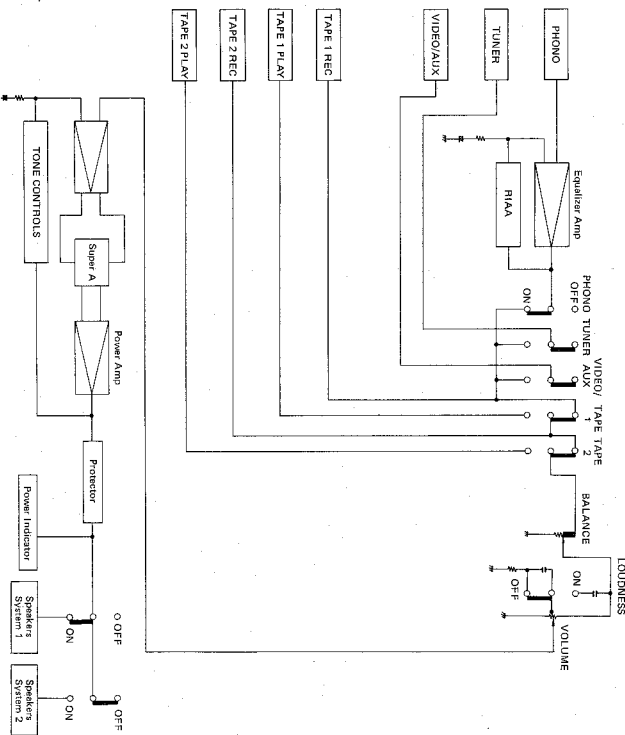 PHONO
TUNER
VIDEO/AUX
TAPE 1 REC
TAPE 1 PLAY
TAPE 2 REC
TAPE 2 PLAY
Equalizer Amp
RIAA
PHONO
OFF
ON
TUNER
VIDEO/
AUX
TAPE
1
TAPE
2
BALANCE
LOUDNESS
ON
OFF
VOLUME
TONE CONTROLS
Super A
Power Amp
Protector
Power Indicator
OFF
ON
Speakers
System 1
OFF
ON
Speakers
System 2